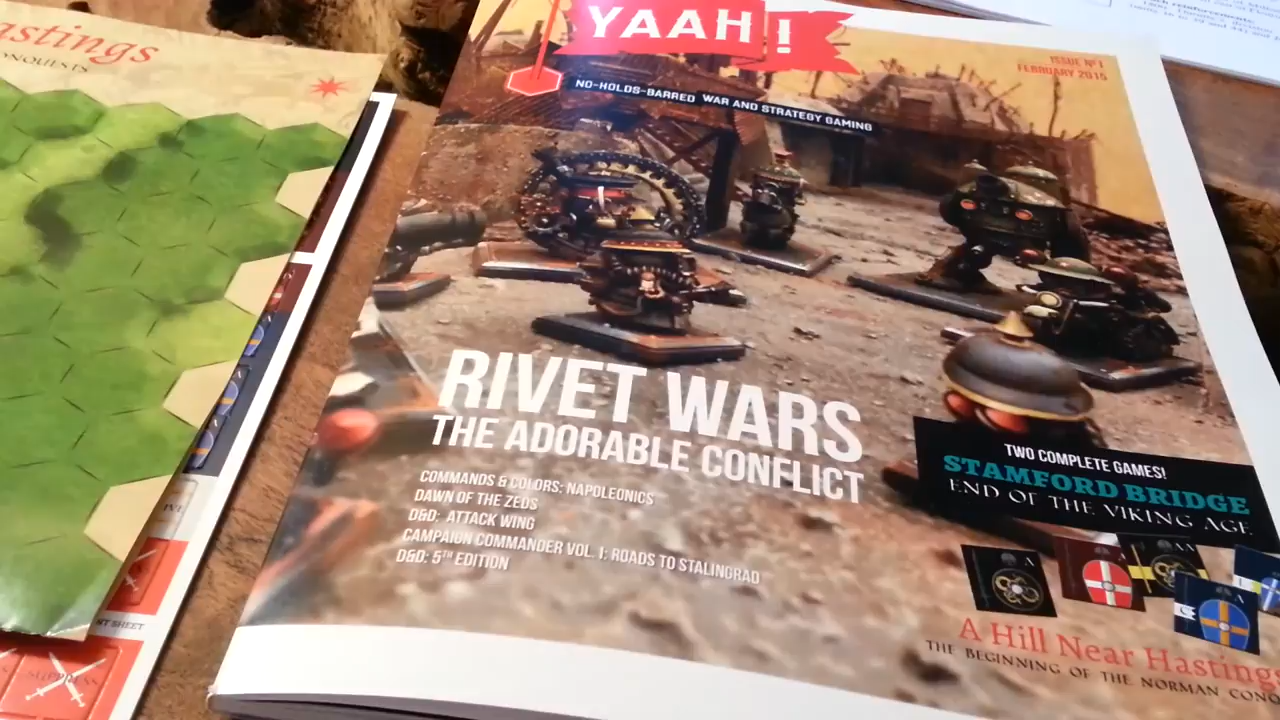 astings
ONQUESTS
NT SHEET
YAAH!
NO-HOLDS-BARRED WAR AND STRATEGY GAMING
ISSUE Nº1
FEBRUARY 2015
RIVET WARS
THE ADORABLE CONFLICT
COMMANDS & COLORS: NAPOLEONICS
DAWN OF THE ZEDS
D&D: ATTACK WING
CAMPAIGN COMMANDER VOL. I: ROADS TO STALINGRAD
D&D: 5TH EDITION
TWO COMPLETE GAMES!
STAMFORD BRIDGE
END OF THE VIKING AGE
A Hill Near Hastings
THE BEGINNING OF THE NORMAN CONQ